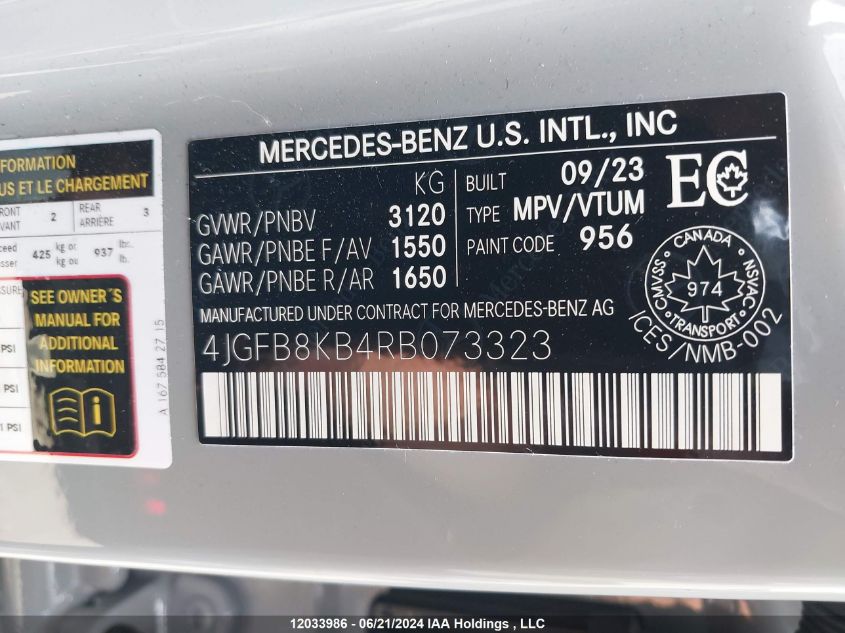 NFORMATION
US ET LE CHARGEMENT
FRONT
VANT 2 REAR
ARRIÈRE 3
425 kg or
kg ou 937 lbs.
lb.
SEE OWNER'S
MANUAL FOR
ADDITIONAL
INFORMATION
PSI
PSI
1 PSI
A 167 584 27 15
MERCEDES-BENZ U.S. INTL., INC
KG
GVWR/PNBV 3120
GAWR/PNBE F/AV 1550
GAWR/PNBE R/AR 1650
BUILT 09/23
TYPE MPV/VTUM
PAINT CODE 956
EC
MANUFACTURED UNDER CONTRACT FOR MERCEDES-BENZ AG
4JGFB8KB4RB073323
CANADA
CMVSS NSVAC
974
TRANSPORT
ICES/NMB-002
12033986 - 06/21/2024 IAA Holdings , LLC